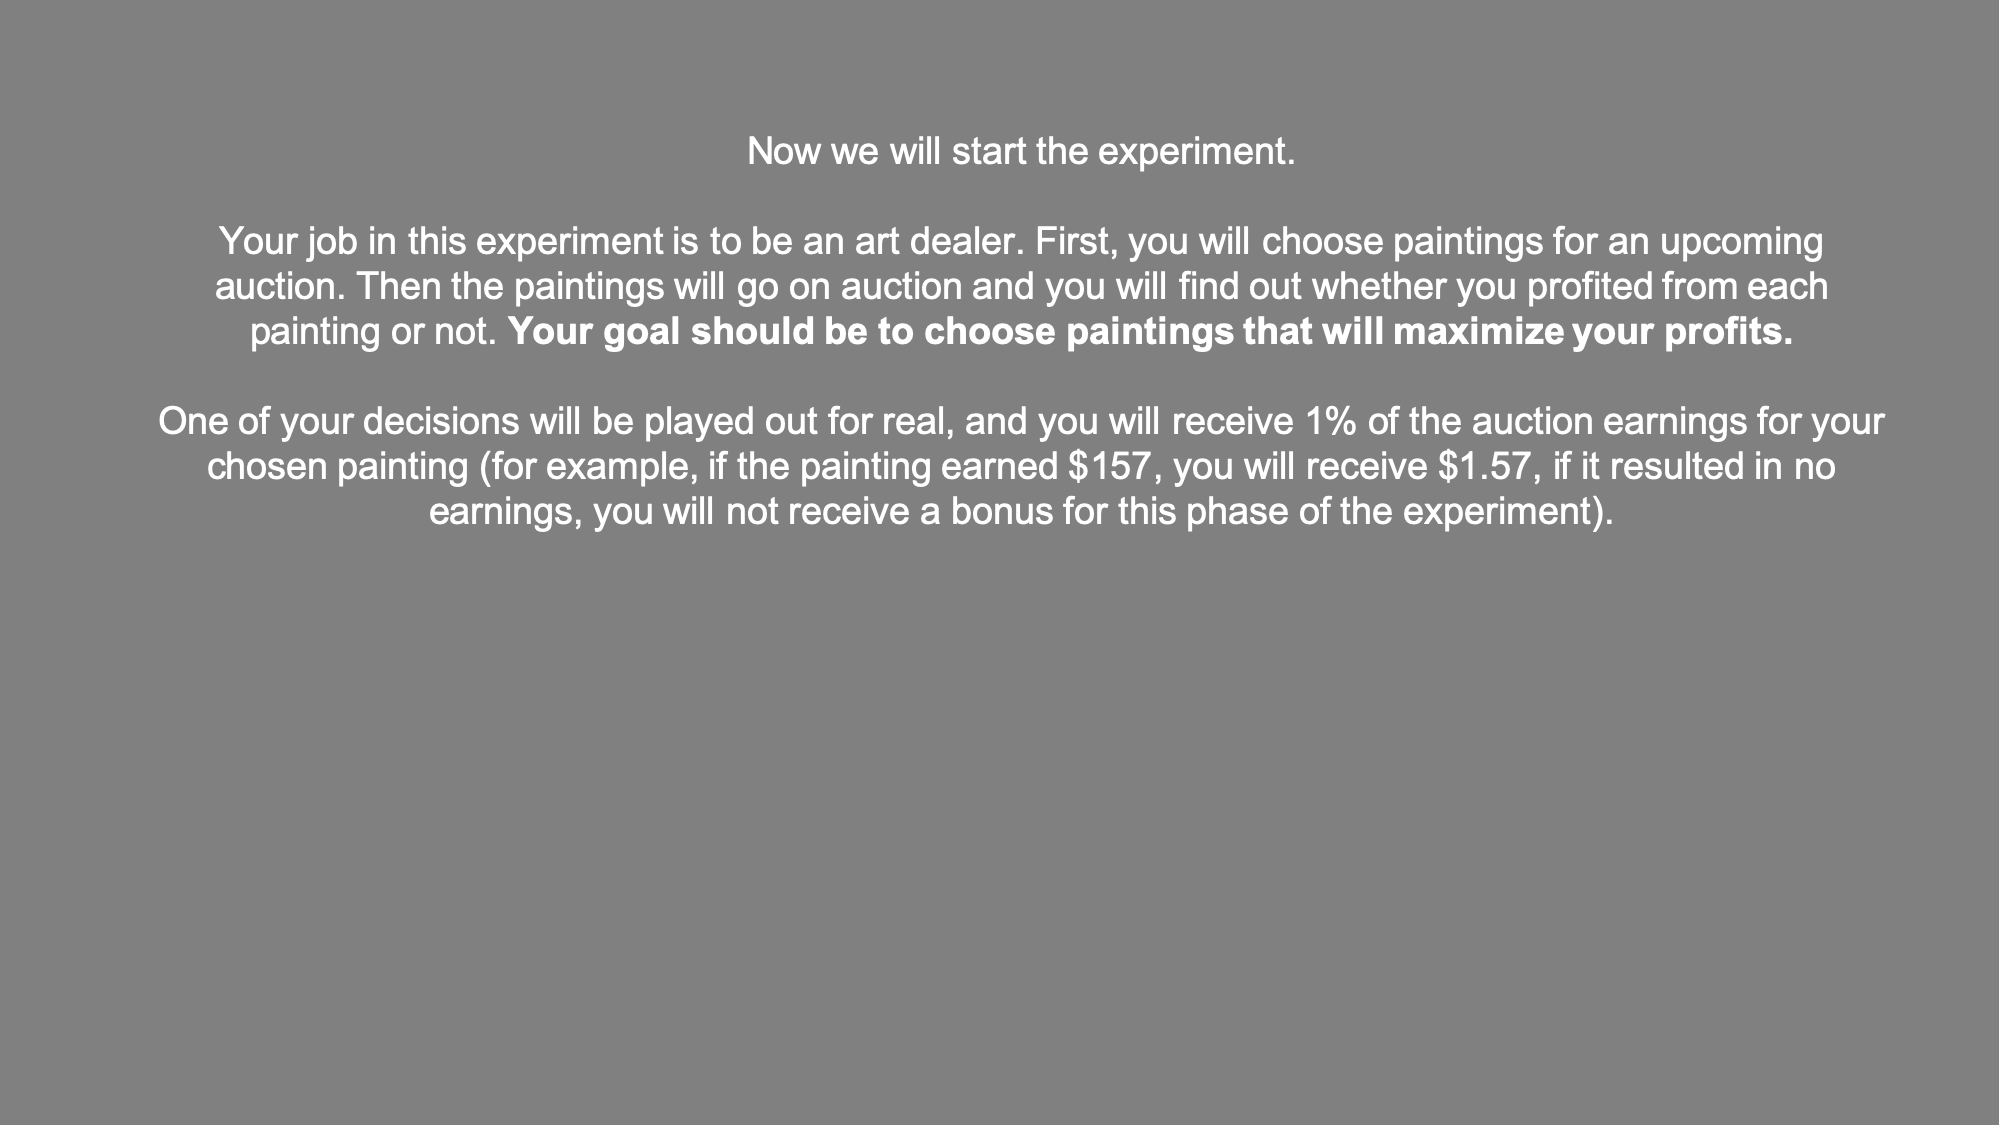 Now we will start the experiment.
Your job in this experiment is to be an art dealer. First, you will choose paintings for an upcoming
auction. Then the paintings will go on auction and you will find out whether you profited from each
painting or not. Your goal should be to choose paintings that will maximize your profits.
One of your decisions will be played out for real, and you will receive 1% of the auction earnings for your
chosen painting (for example, if the painting earned $157, you will receive $1.57, if it resulted in no
earnings, you will not receive a bonus for this phase of the experiment).